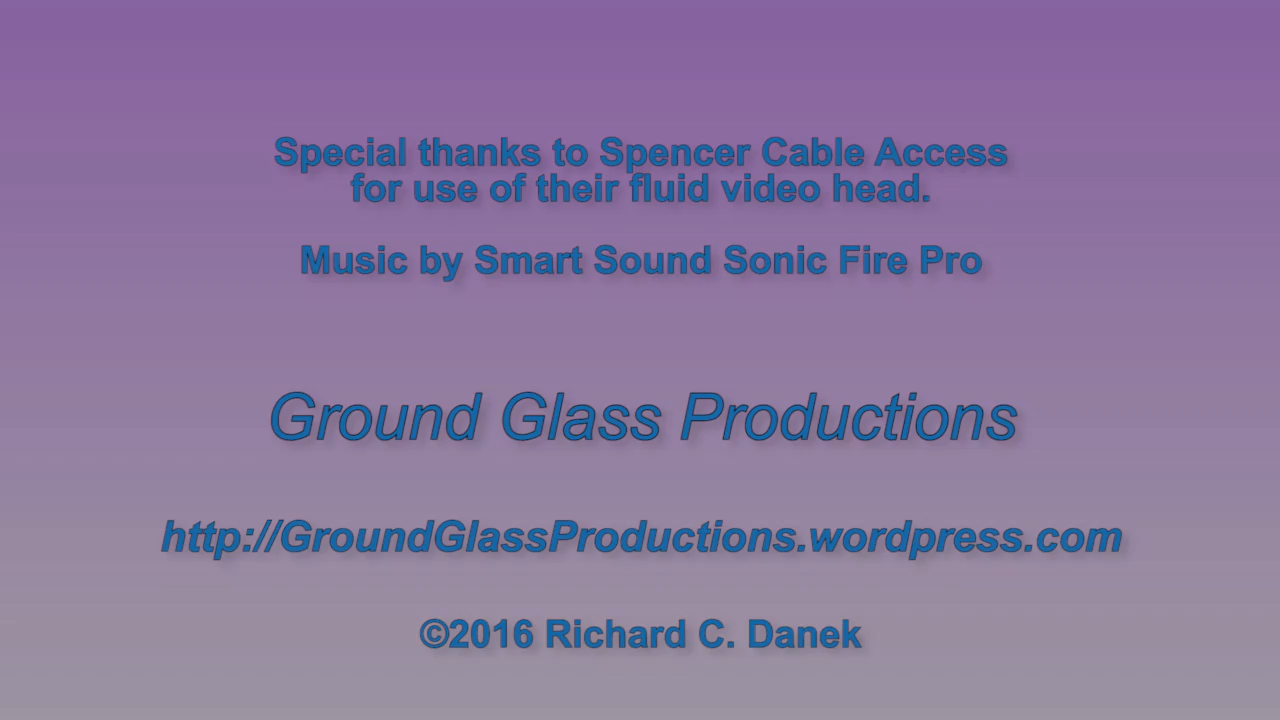 Special thanks to Spencer Cable Access
for use of their fluid video head.
Music by Smart Sound Sonic Fire Pro
Ground Glass Productions
http://GroundGlassProductions.wordpress.com
©2016 Richard C. Danek